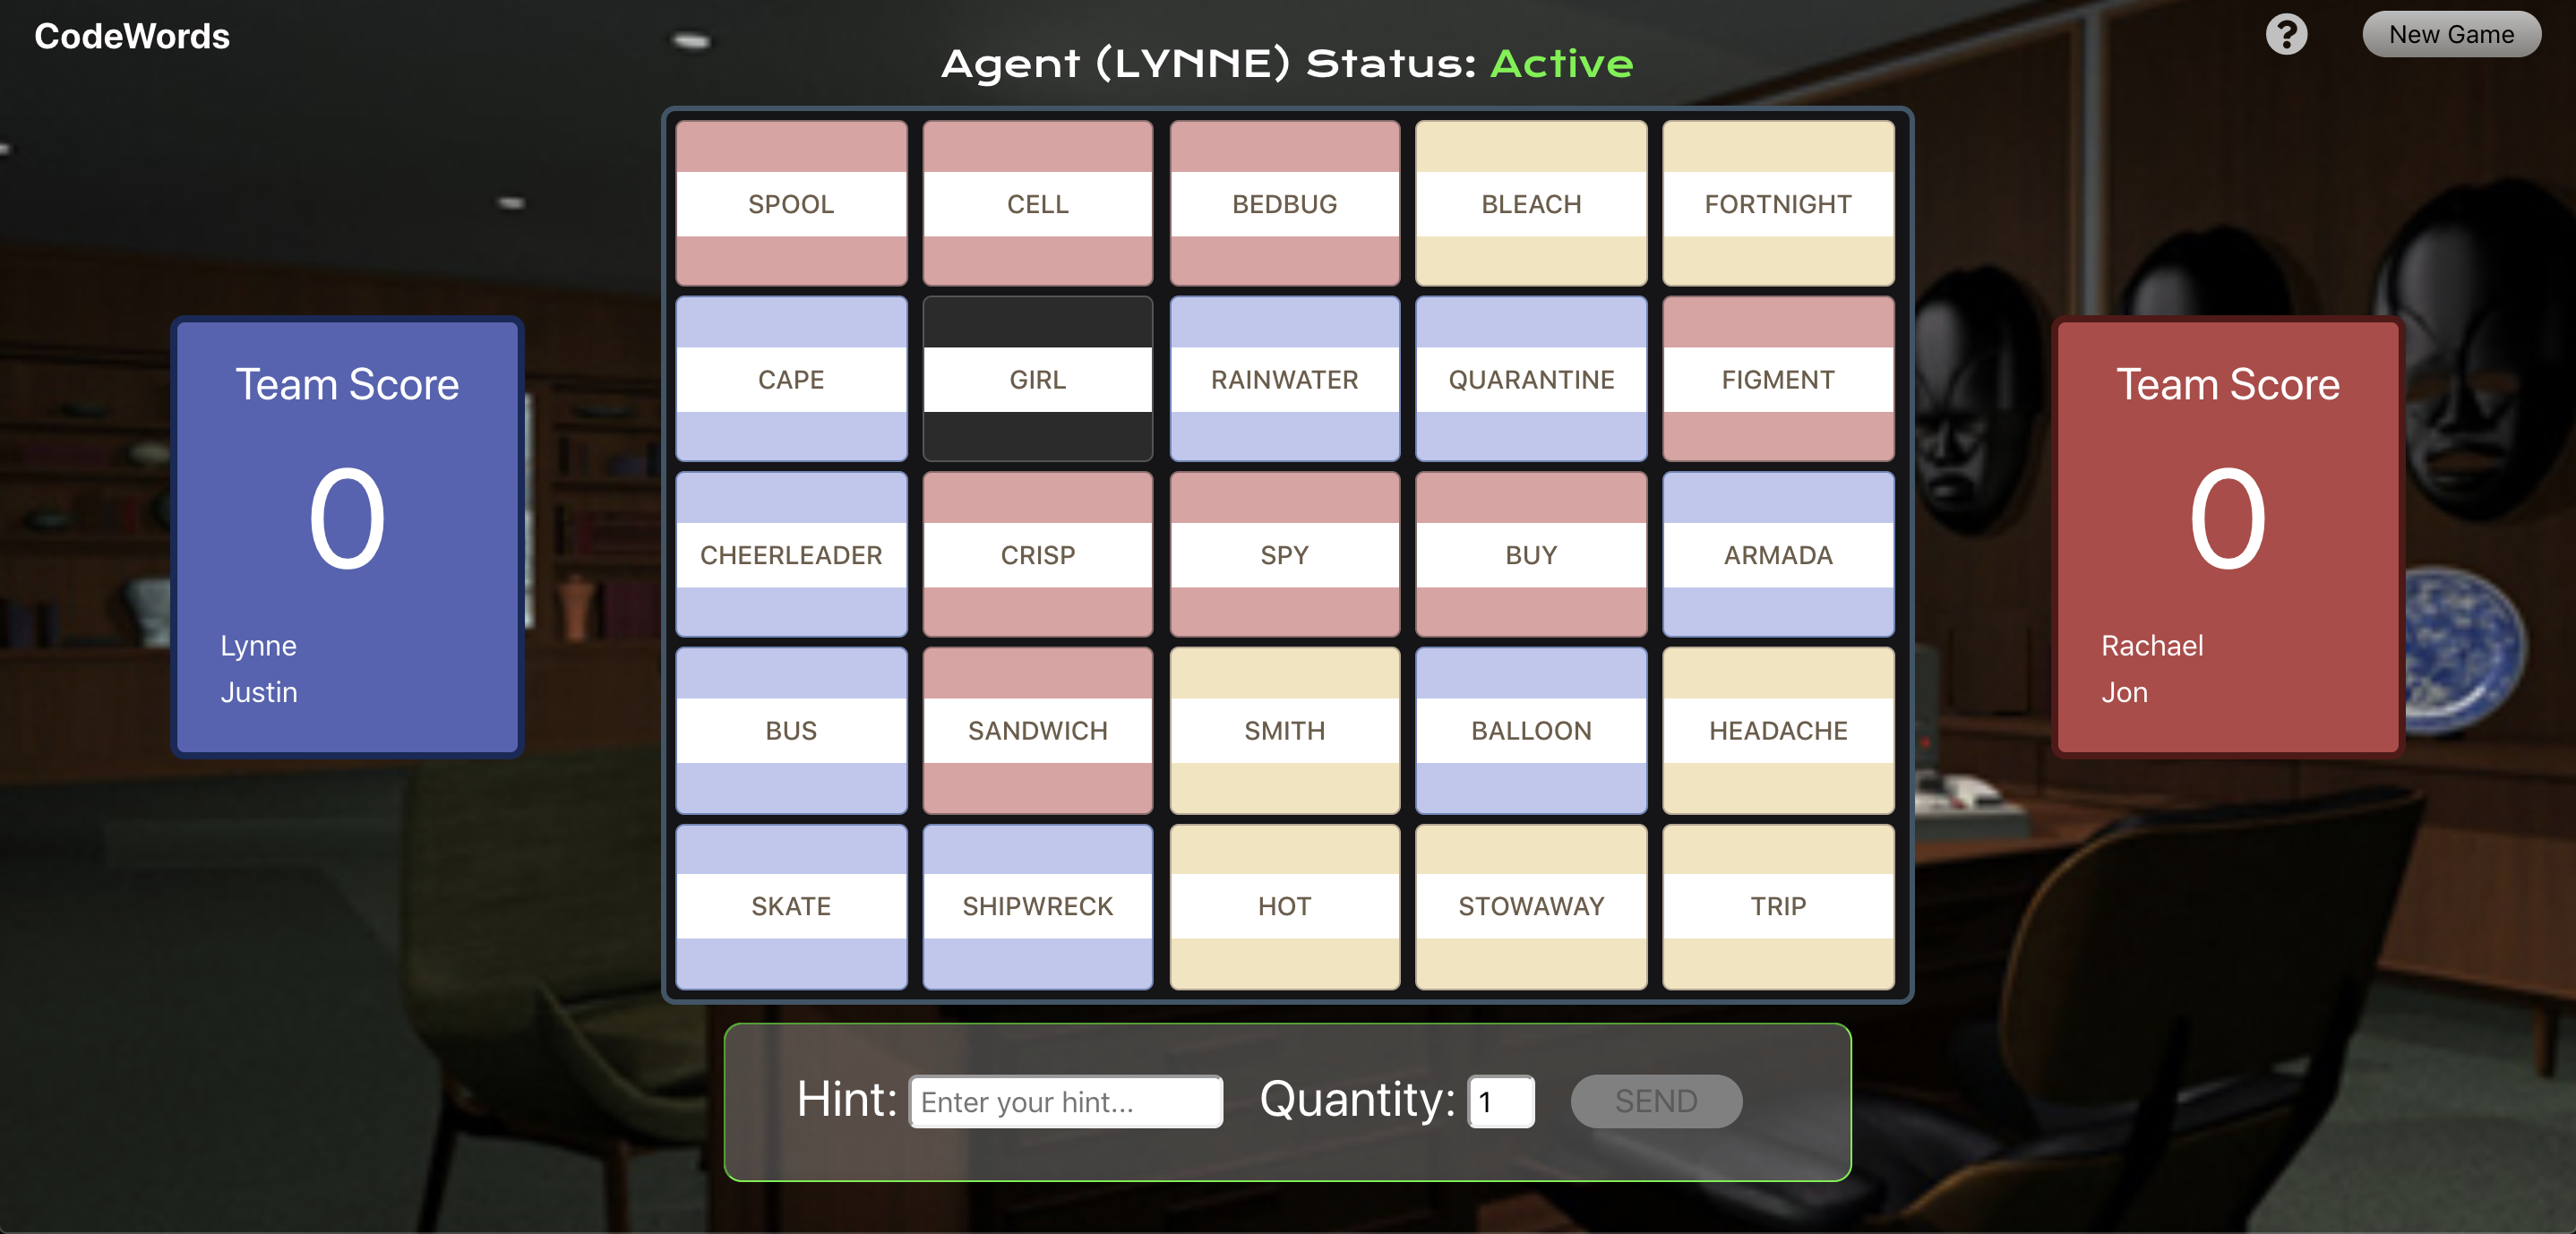 CodeWords
?
New Game
Agent (LYNNE) Status: Active
SPOOL
CELL
BEDBUG
BLEACH
FORTNIGHT
CAPE
GIRL
RAINWATER
QUARANTINE
FIGMENT
CHEERLEADER
CRISP
SPY
BUY
ARMADA
BUS
SANDWICH
SMITH
BALLOON
HEADACHE
SKATE
SHIPWRECK
HOT
STOWAWAY
TRIP
Team Score
0
Lynne
Justin
Team Score
0
Rachael
Jon
Hint: Enter your hint... Quantity: 1 SEND